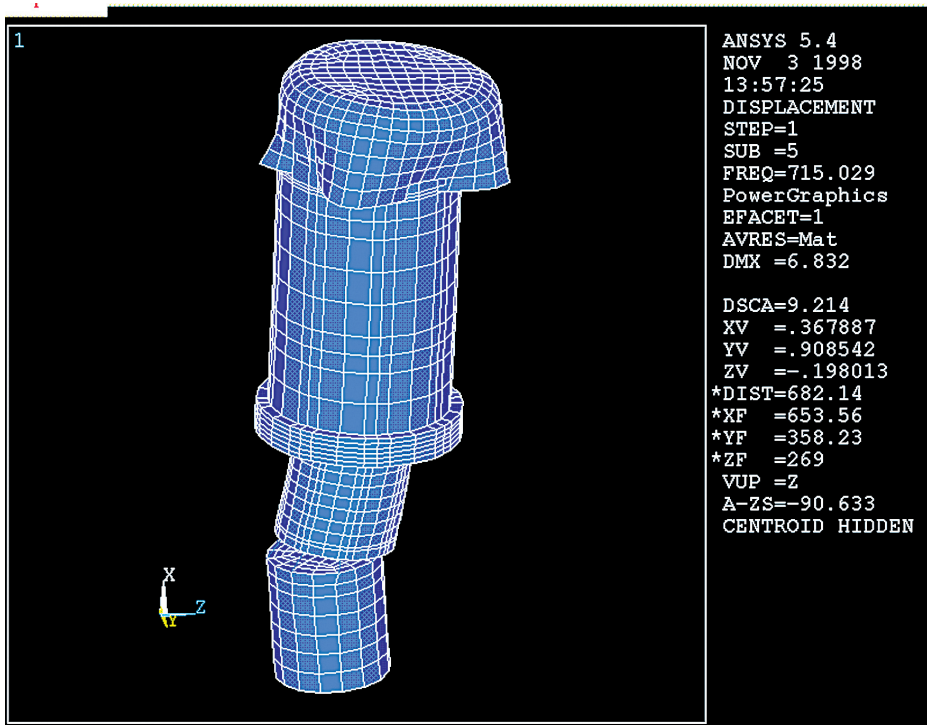 1
ANSYS 5.4
NOV 3 1998
13:57:25
DISPLACEMENT
STEP=1
SUB =5
FREQ=715.029
PowerGraphics
EFACET=1
AVRES=Mat
DMX =6.832
DSCA=9.214
XV =.367887
YV =.908542
ZV =-.198013
*DIST=682.14
*XF =653.56
*YF =358.23
*ZF =269
VUP =Z
A-ZS=-90.633
CENTROID HIDDEN
X
Z
Y